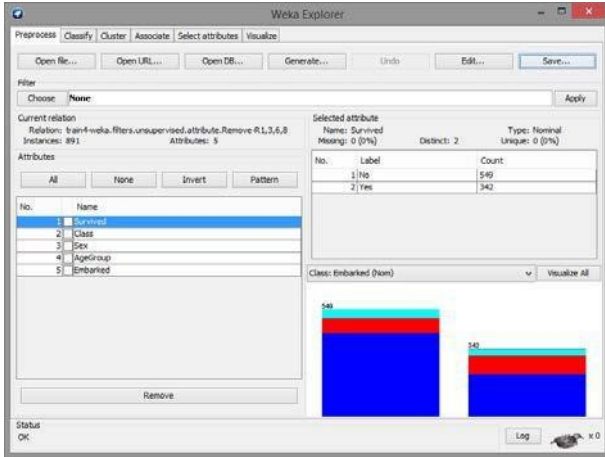 Weka Explorer
Preprocess Classify Cluster Associate Select attributes Visualize
Open file... Open URL... Open DB... Generate... Undo Edit... Save...
Filter
Choose None Apply
Current relation
Relation: train4-weka.filters.unsupervised.attribute.Remove-R1,3,6,8
Instances: 891 Attributes: 5
Attributes
All None Invert Pattern
No. Name
1 Survived
2 Class
3 Sex
4 AgeGroup
5 Embarked
Remove
Selected attribute
Name: Survived Type: Nominal
Missing: 0 (0%) Distinct: 2 Unique: 0 (0%)
No. Label Count
1 No 549
2 Yes 342
Class: Embarked (Nom) Visualize All
549
342
Status
OK
Log x 0